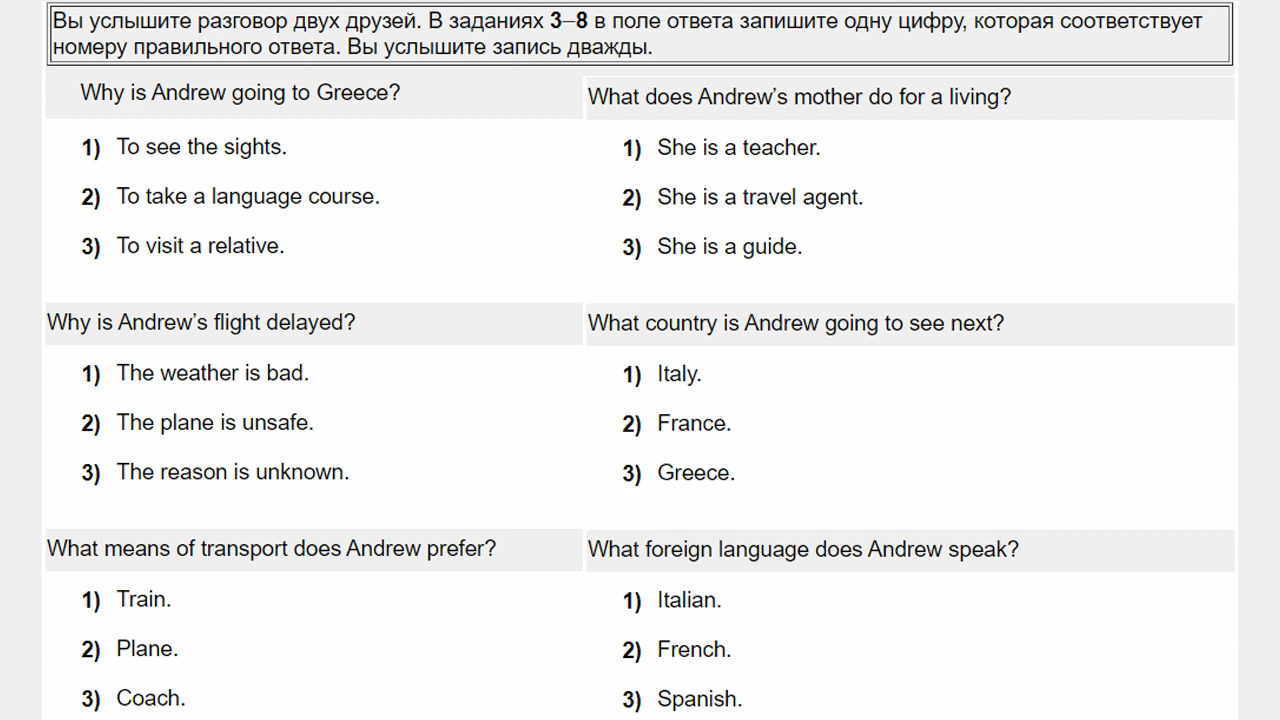 Вы услышите разговор двух друзей. В заданиях 3–8 в поле ответа запишите одну цифру, которая соответствует
номеру правильного ответа. Вы услышите запись дважды.
Why is Andrew going to Greece?
1) To see the sights.
2) To take a language course.
3) To visit a relative.
Why is Andrew’s flight delayed?
1) The weather is bad.
2) The plane is unsafe.
3) The reason is unknown.
What means of transport does Andrew prefer?
1) Train.
2) Plane.
3) Coach.
What does Andrew’s mother do for a living?
1) She is a teacher.
2) She is a travel agent.
3) She is a guide.
What country is Andrew going to see next?
1) Italy.
2) France.
3) Greece.
What foreign language does Andrew speak?
1) Italian.
2) French.
3) Spanish.